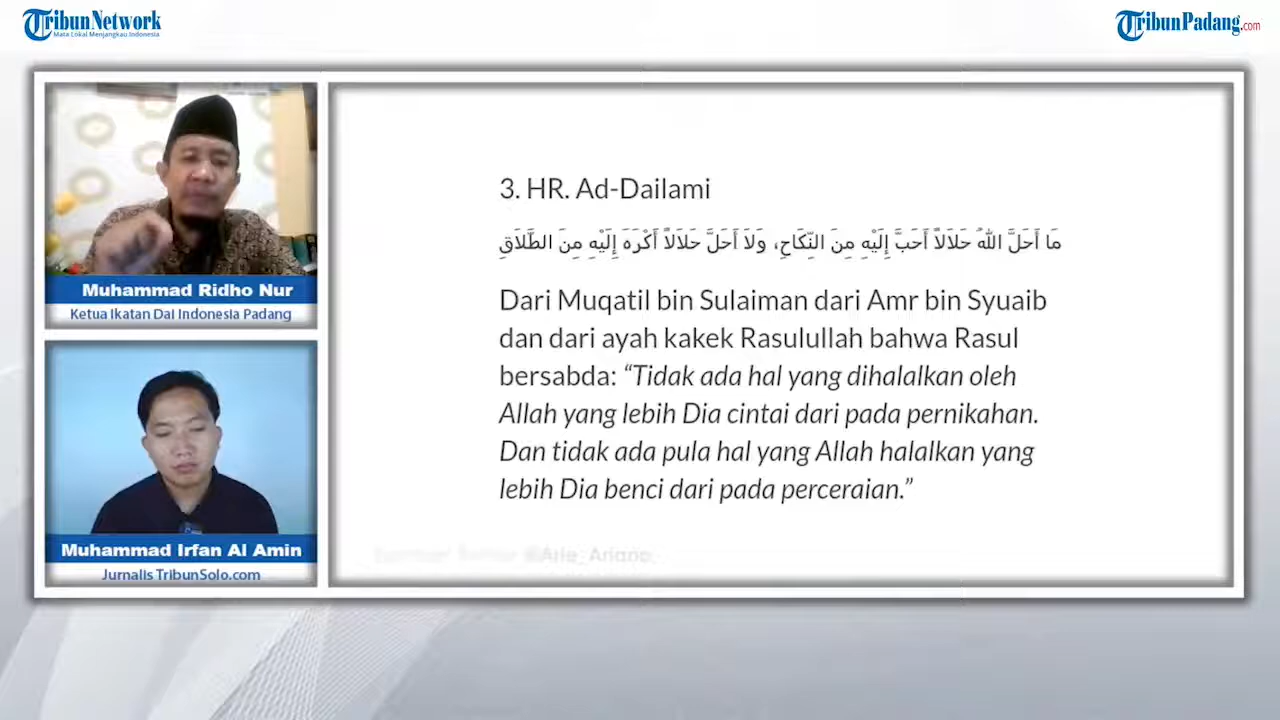 TribunNetwork
Mata Lokal Menjangkau Indonesia
TribunPadang.com
Muhammad Ridho Nur
Ketua Ikatan DaI Indonesia Padang
Muhammad Irfan Al Amin
Jurnalis TribunSolo.com
3. HR. Ad-Dailami
مَا أَحَلَّ اللهُ حَلَالاً أَحَبَّ إِلَيْهِ مِنَ النِّكَاحِ، وَلَا أَحَلَّ حَلَالاً أَكْرَهَ إِلَيْهِ مِنَ الطَّلَاقِ
Dari Muqatil bin Sulaiman dari Amr bin Syuaib
dan dari ayah kakek Rasulullah bahwa Rasul
bersabda: “Tidak ada hal yang dihalalkan oleh
Allah yang lebih Dia cintai dari pada pernikahan.
Dan tidak ada pula hal yang Allah halalkan yang
lebih Dia benci dari pada perceraian.”